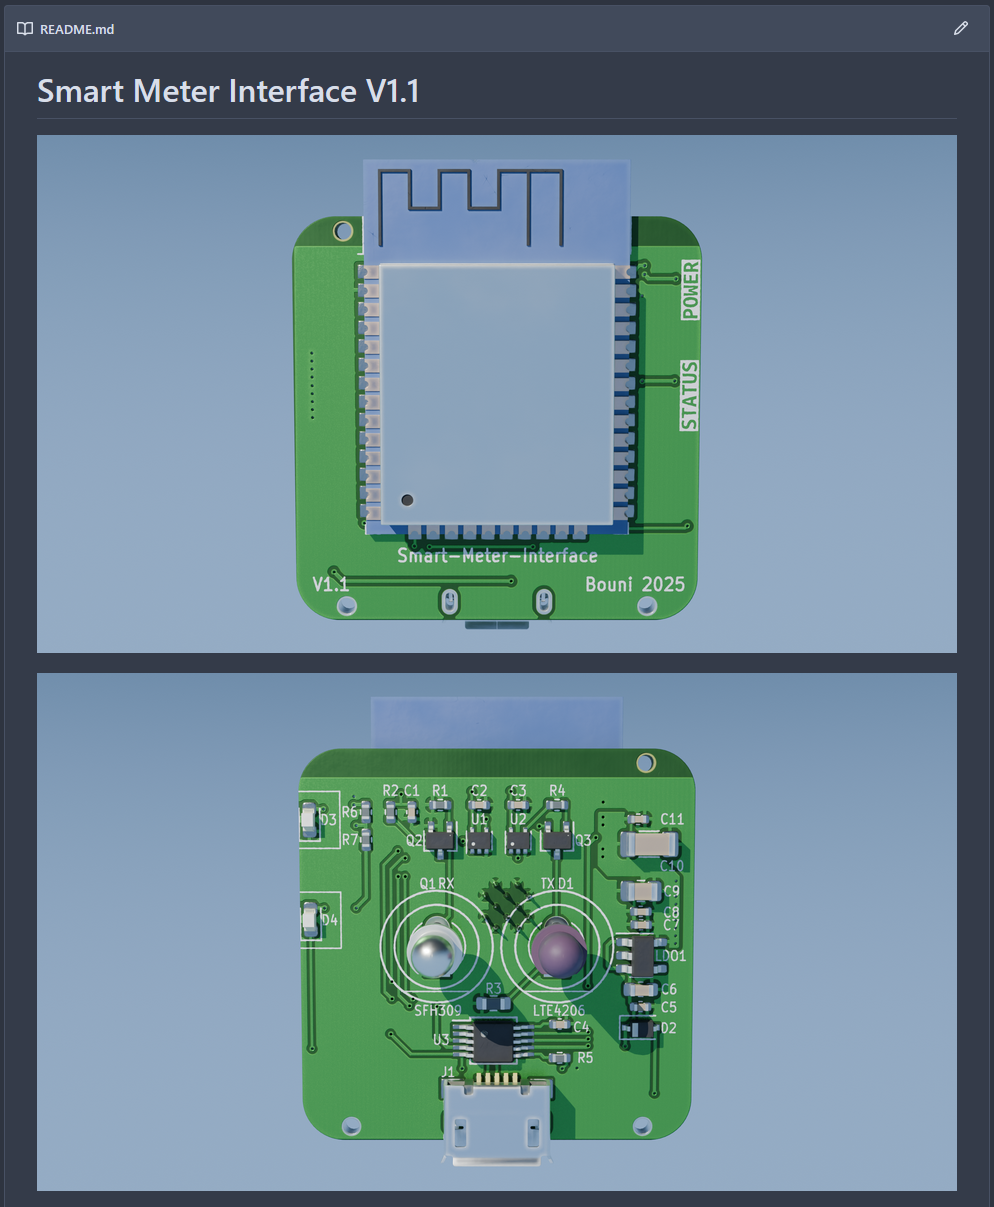 README.md
Smart Meter Interface V1.1
POWER
STATUS
Smart-Meter-Interface
V1.1
Bouni 2025
R2 C1 R1 C2 C3 R4
D3 R6 U1 U2 C11
R7 Q2 Q3
C10
Q1 RX TX D1 C9
D4 C8
C7
LDO1
R3 C6
SFH309 LTE4206 C5
C4 D2
U3
R5
J1